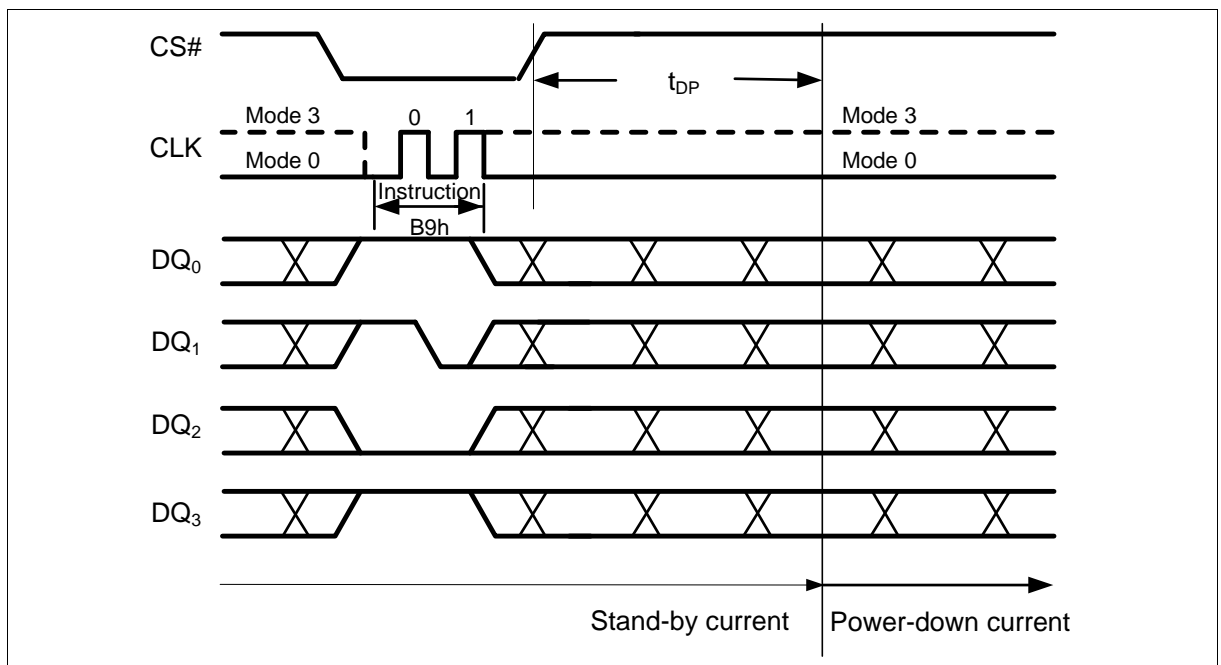 CS#
tDP
Mode 3 0 1 Mode 3
CLK
Mode 0 Mode 0
Instruction
B9h
DQ0
DQ1
DQ2
DQ3
Stand-by current Power-down current